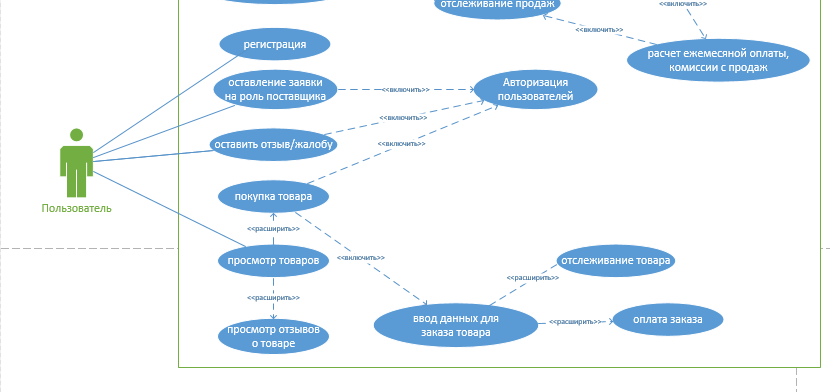 отслеживание продаж
<<включить>>
<<включить>>
регистрация
расчет ежемесяной оплаты,
комиссии с продаж
оставление заявки
на роль поставщика
<<включить>>
Авторизация
пользователей
<<включить>>
оставить отзыв/жалобу
<<включить>>
Пользователь
покупка товара
<<расширить>>
просмотр товаров
<<включить>>
отслеживание товара
<<расширить>>
<<расширить>>
просмотр отзывов
о товаре
ввод данных для
заказа товара
<<расширить>>
оплата заказа